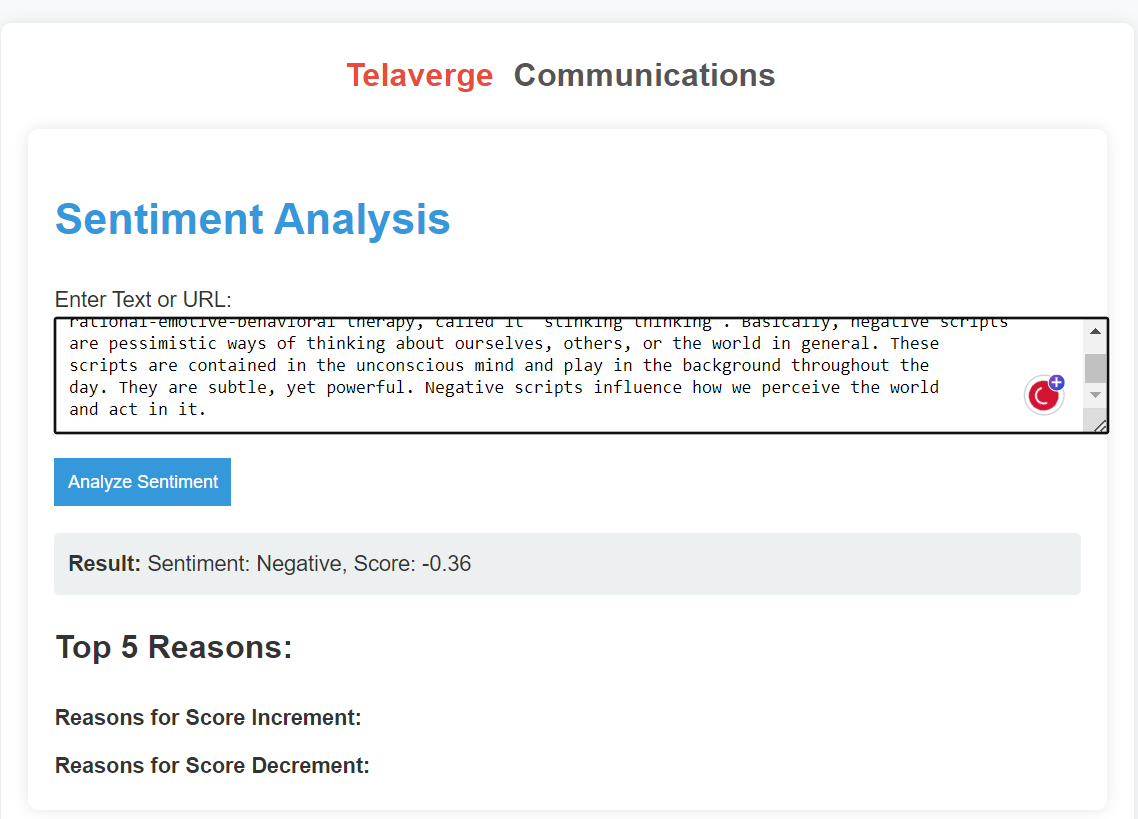 Telaverge Communications
Sentiment Analysis
Enter Text or URL:
rational-emotive-behavioral therapy, called it "stinking thinking". Basically, negative scripts
are pessimistic ways of thinking about ourselves, others, or the world in general. These
scripts are contained in the unconscious mind and play in the background throughout the
day. They are subtle, yet powerful. Negative scripts influence how we perceive the world
and act in it.
Analyze Sentiment
Result: Sentiment: Negative, Score: -0.36
Top 5 Reasons:
Reasons for Score Increment:
Reasons for Score Decrement: